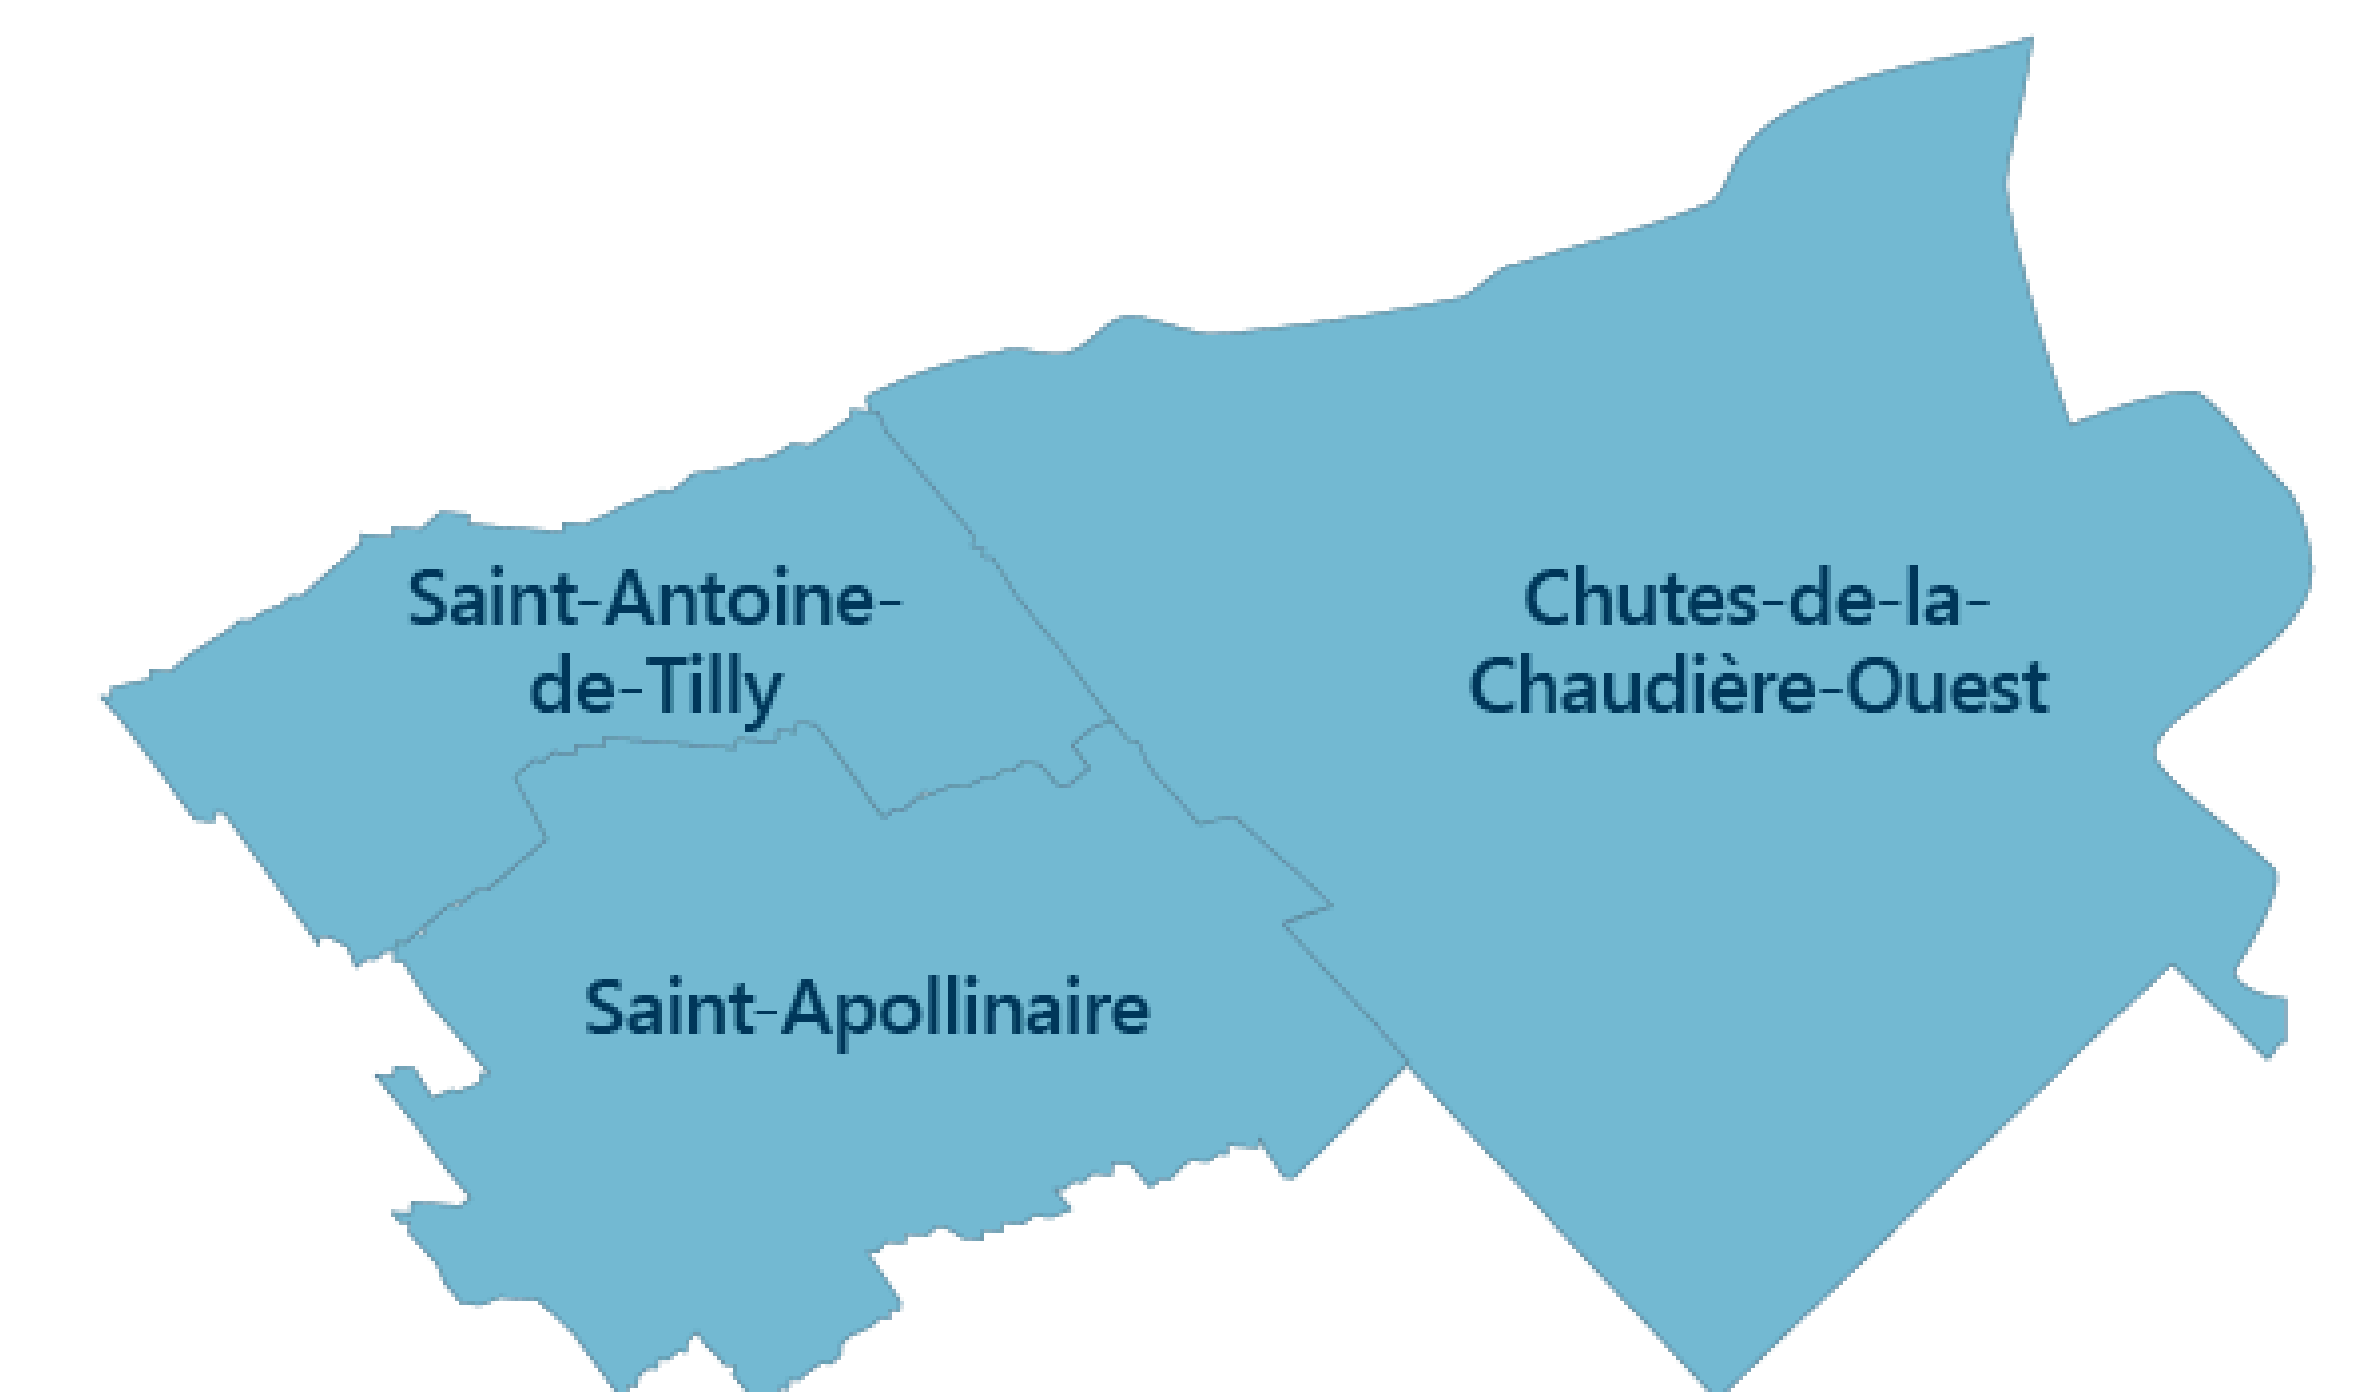 Saint-Antoine-
de-Tilly
Chutes-de-la-
Chaudière-Ouest
Saint-Apollinaire